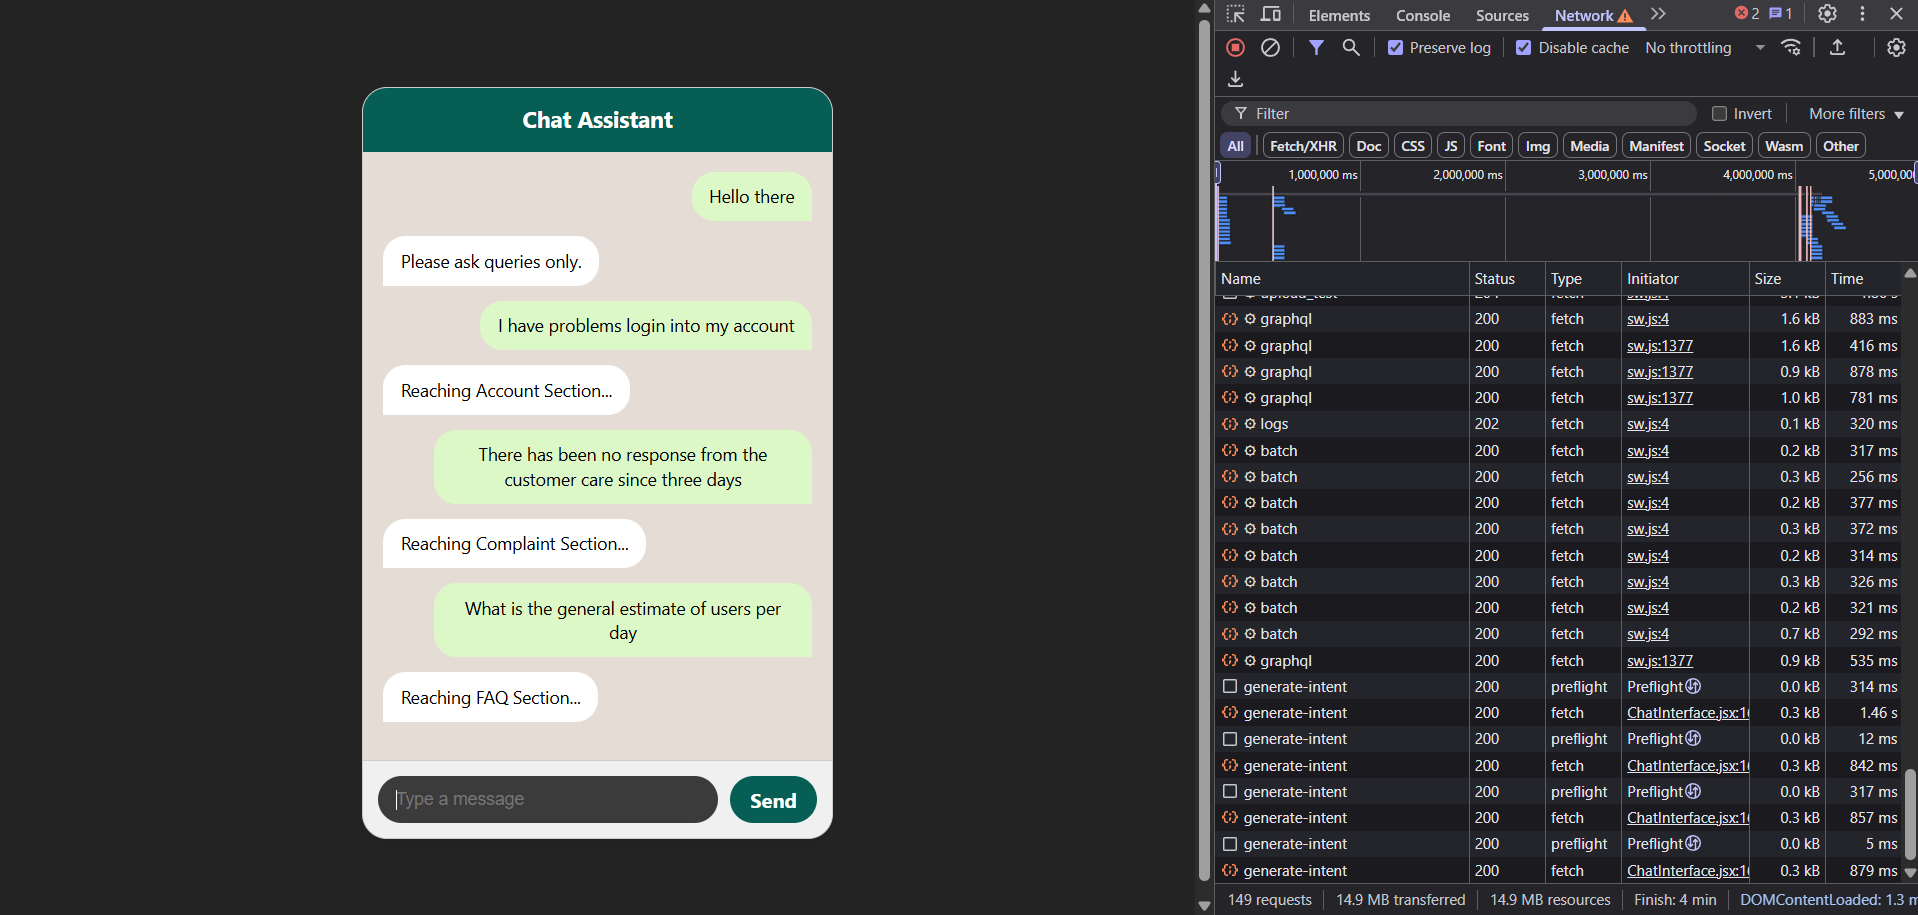 Chat Assistant
Hello there
Please ask queries only.
I have problems login into my account
Reaching Account Section...
There has been no response from the
customer care since three days
Reaching Complaint Section...
What is the general estimate of users per
day
Reaching FAQ Section...
Type a message
Send
Elements Console Sources Network 2 1
Preserve log Disable cache No throttling
Filter Invert More filters
All Fetch/XHR Doc CSS JS Font Img Media Manifest Socket Wasm Other
1,000,000 ms 2,000,000 ms 3,000,000 ms 4,000,000 ms 5,000,0
Name Status Type Initiator Size Time
graphql 200 fetch sw.js:4 1.6 kB 883 ms
graphql 200 fetch sw.js:1377 1.6 kB 416 ms
graphql 200 fetch sw.js:1377 0.9 kB 878 ms
graphql 200 fetch sw.js:1377 1.0 kB 781 ms
logs 202 fetch sw.js:4 0.1 kB 320 ms
batch 200 fetch sw.js:4 0.2 kB 317 ms
batch 200 fetch sw.js:4 0.3 kB 256 ms
batch 200 fetch sw.js:4 0.2 kB 377 ms
batch 200 fetch sw.js:4 0.3 kB 372 ms
batch 200 fetch sw.js:4 0.2 kB 314 ms
batch 200 fetch sw.js:4 0.3 kB 326 ms
batch 200 fetch sw.js:4 0.2 kB 321 ms
batch 200 fetch sw.js:4 0.7 kB 292 ms
graphql 200 fetch sw.js:1377 0.9 kB 535 ms
generate-intent 200 preflight Preflight 0.0 kB 314 ms
generate-intent 200 fetch ChatInterface.jsx:1 0.3 kB 1.46 s
generate-intent 200 preflight Preflight 0.0 kB 12 ms
generate-intent 200 fetch ChatInterface.jsx:1 0.3 kB 842 ms
generate-intent 200 preflight Preflight 0.0 kB 317 ms
generate-intent 200 fetch ChatInterface.jsx:1 0.3 kB 857 ms
generate-intent 200 preflight Preflight 0.0 kB 5 ms
generate-intent 200 fetch ChatInterface.jsx:1 0.3 kB 879 ms
149 requests 14.9 MB transferred 14.9 MB resources Finish: 4 min DOMContentLoaded: 1.3 m